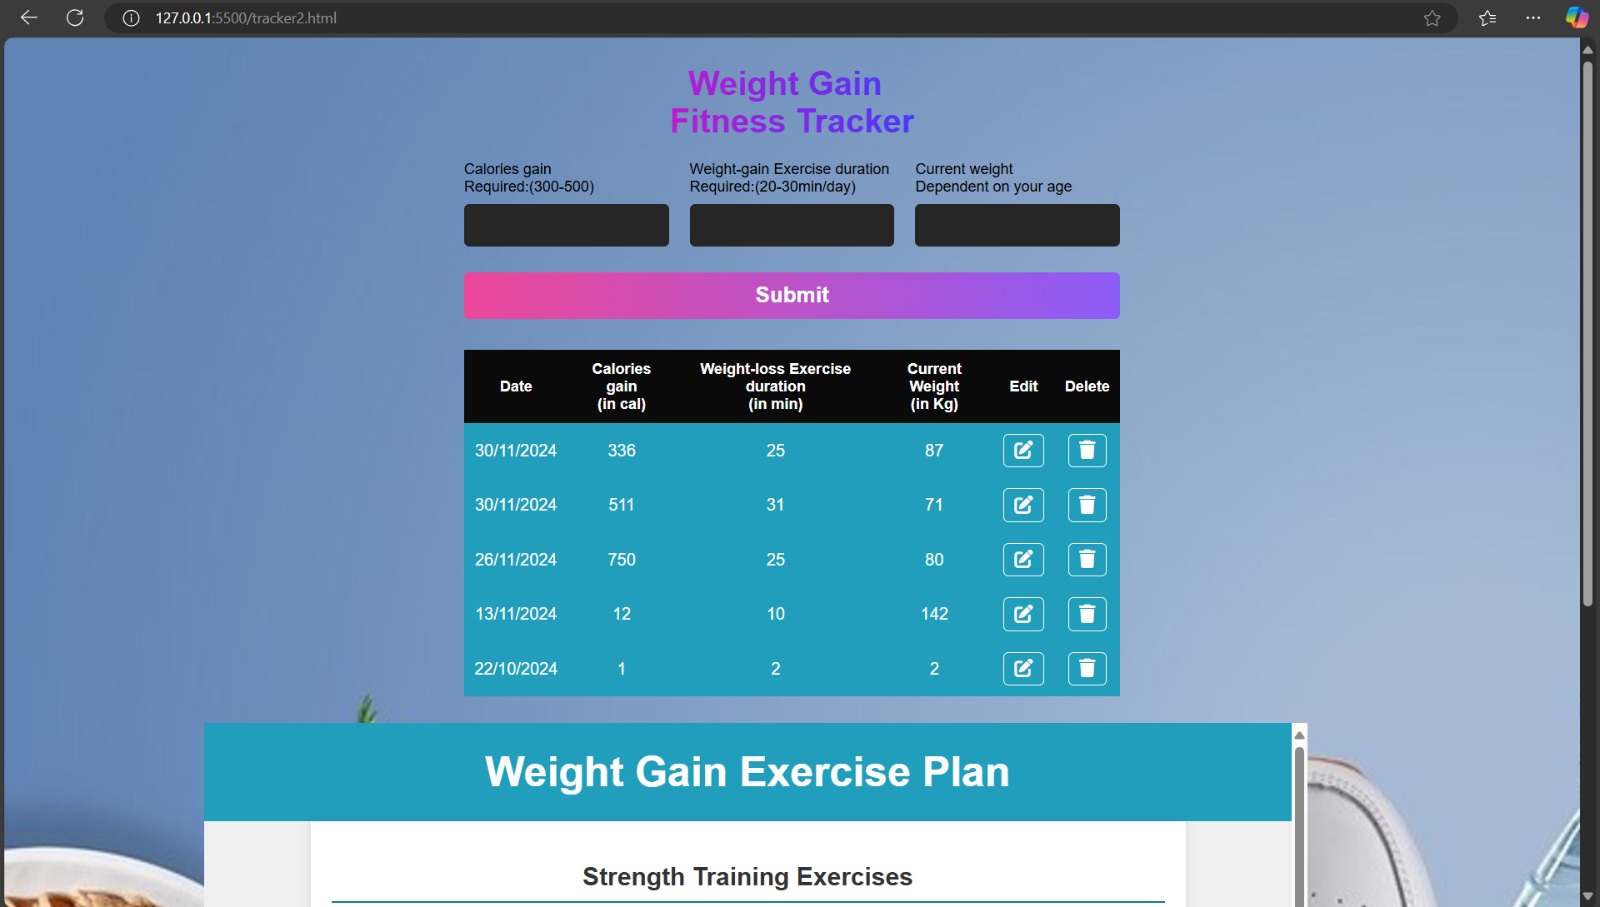 127.0.0.1:5500/tracker2.html
Weight Gain
Fitness Tracker
Calories gain
Required:(300-500)
Weight-gain Exercise duration
Required:(20-30min/day)
Current weight
Dependent on your age
Submit
Date
Calories
gain
(in cal)
Weight-loss Exercise
duration
(in min)
Current
Weight
(in Kg)
Edit
Delete
30/11/2024 336 25 87
30/11/2024 511 31 71
26/11/2024 750 25 80
13/11/2024 12 10 142
22/10/2024 1 2 2
Weight Gain Exercise Plan
Strength Training Exercises